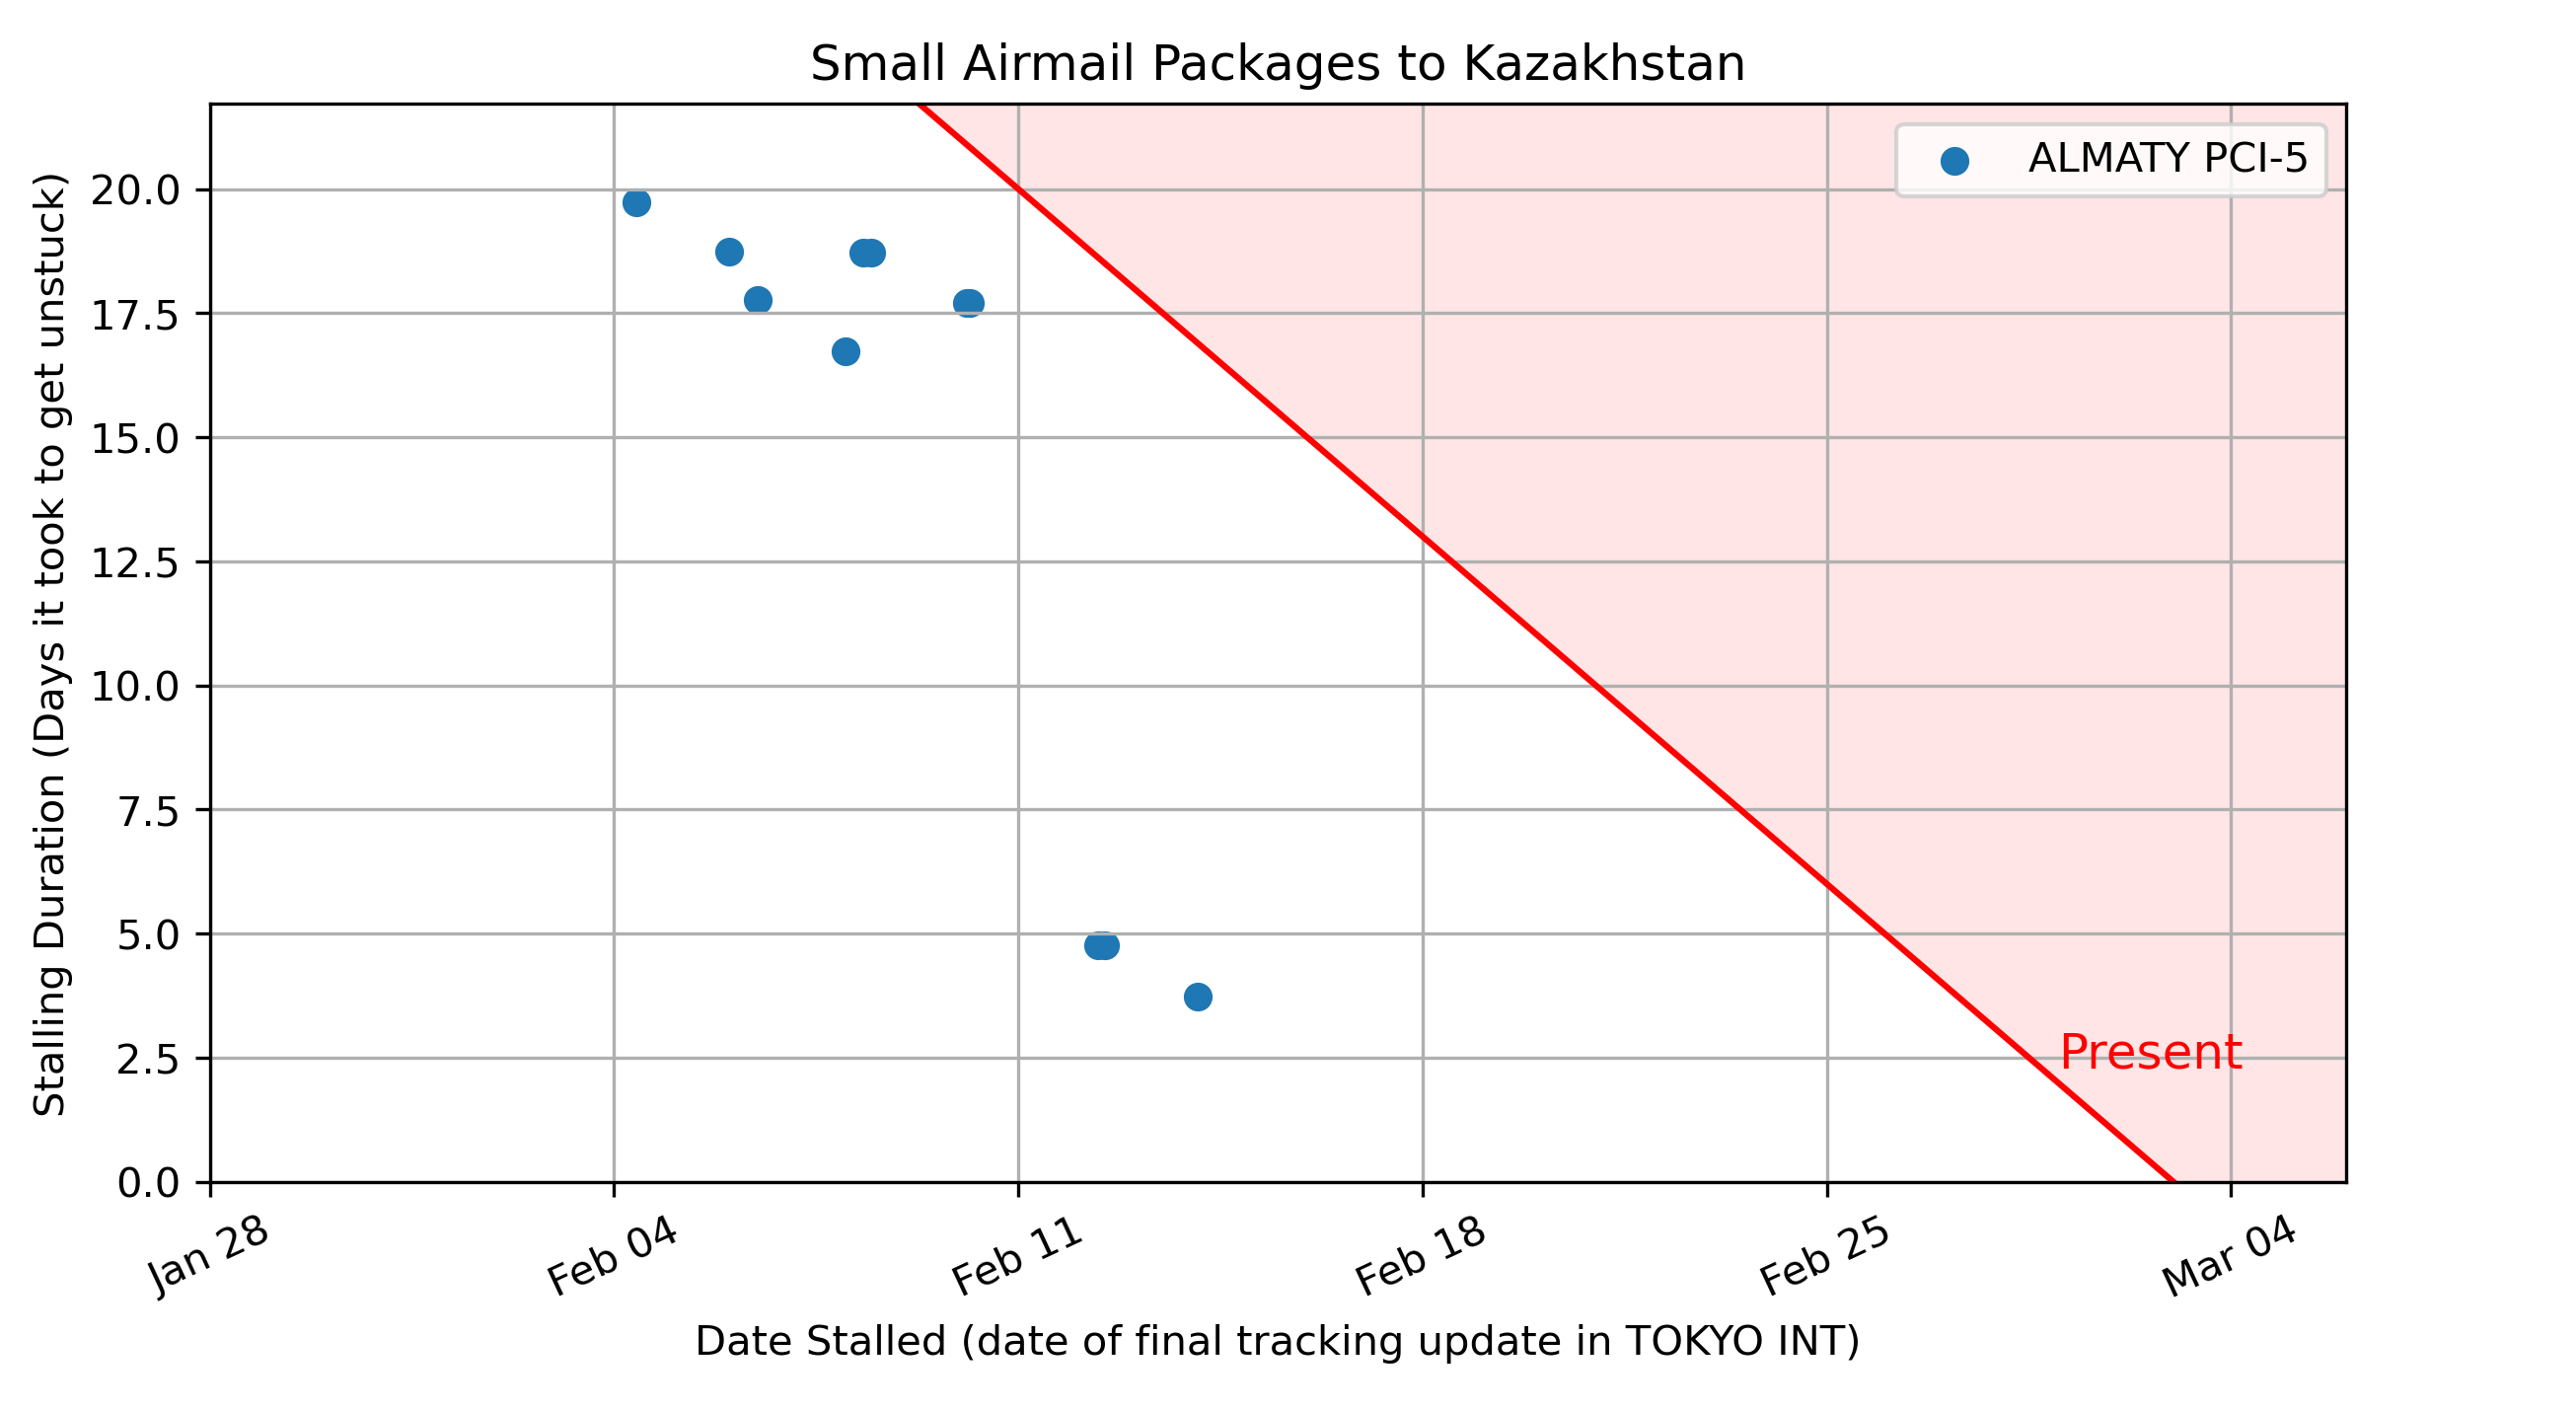 Small Airmail Packages to Kazakhstan
ALMATY PCI-5
Stalling Duration (Days it took to get unstuck)
20.0
17.5
15.0
12.5
10.0
7.5
5.0
2.5
0.0
Present
Jan 28
Feb 04
Feb 11
Feb 18
Feb 25
Mar 04
Date Stalled (date of final tracking update in TOKYO INT)